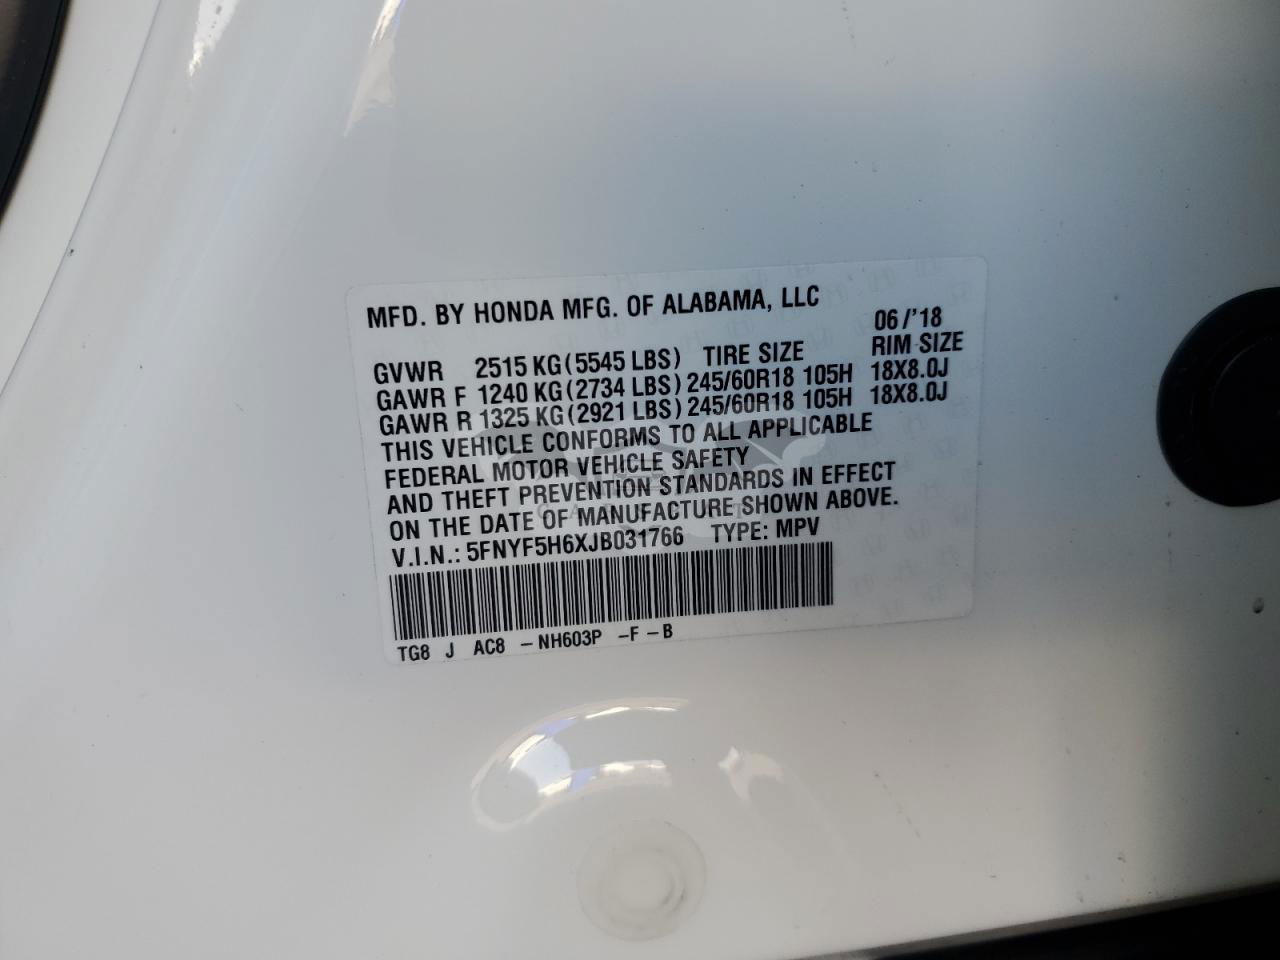 MFD. BY HONDA MFG. OF ALABAMA, LLC 06/'18
GVWR 2515 KG(5545 LBS) TIRE SIZE RIM SIZE
GAWR F 1240 KG(2734 LBS) 245/60R18 105H 18X8.0J
GAWR R 1325 KG(2921 LBS) 245/60R18 105H 18X8.0J
THIS VEHICLE CONFORMS TO ALL APPLICABLE
FEDERAL MOTOR VEHICLE SAFETY
AND THEFT PREVENTION STANDARDS IN EFFECT
ON THE DATE OF MANUFACTURE SHOWN ABOVE.
V.I.N.: 5FNYF5H6XJB031766 TYPE: MPV
TG8 J AC8 -NH603P -F-B